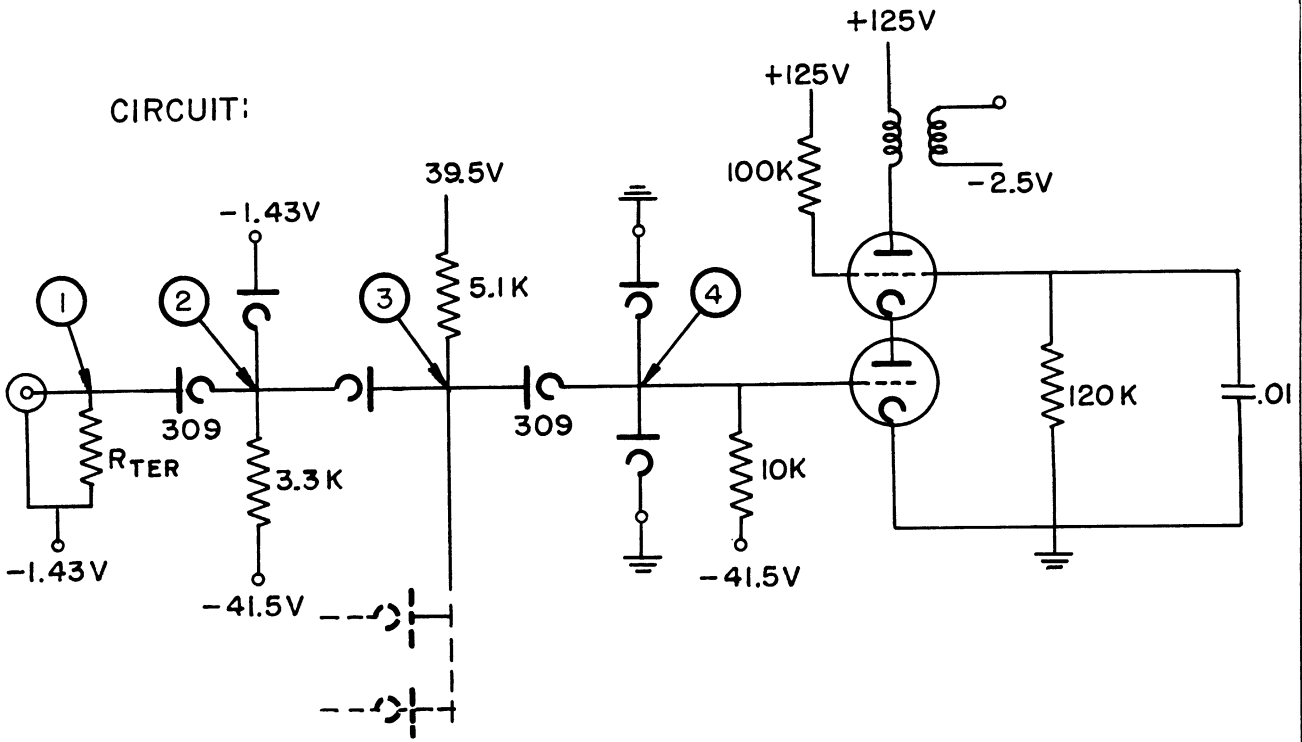 CIRCUIT:
+125V
+125V
100K
-2.5V
39.5V
-1.43V
5.1K
1
2
3
4
309
309
RTER
3.3K
10K
120K
.01
-1.43V
-41.5V
-41.5V